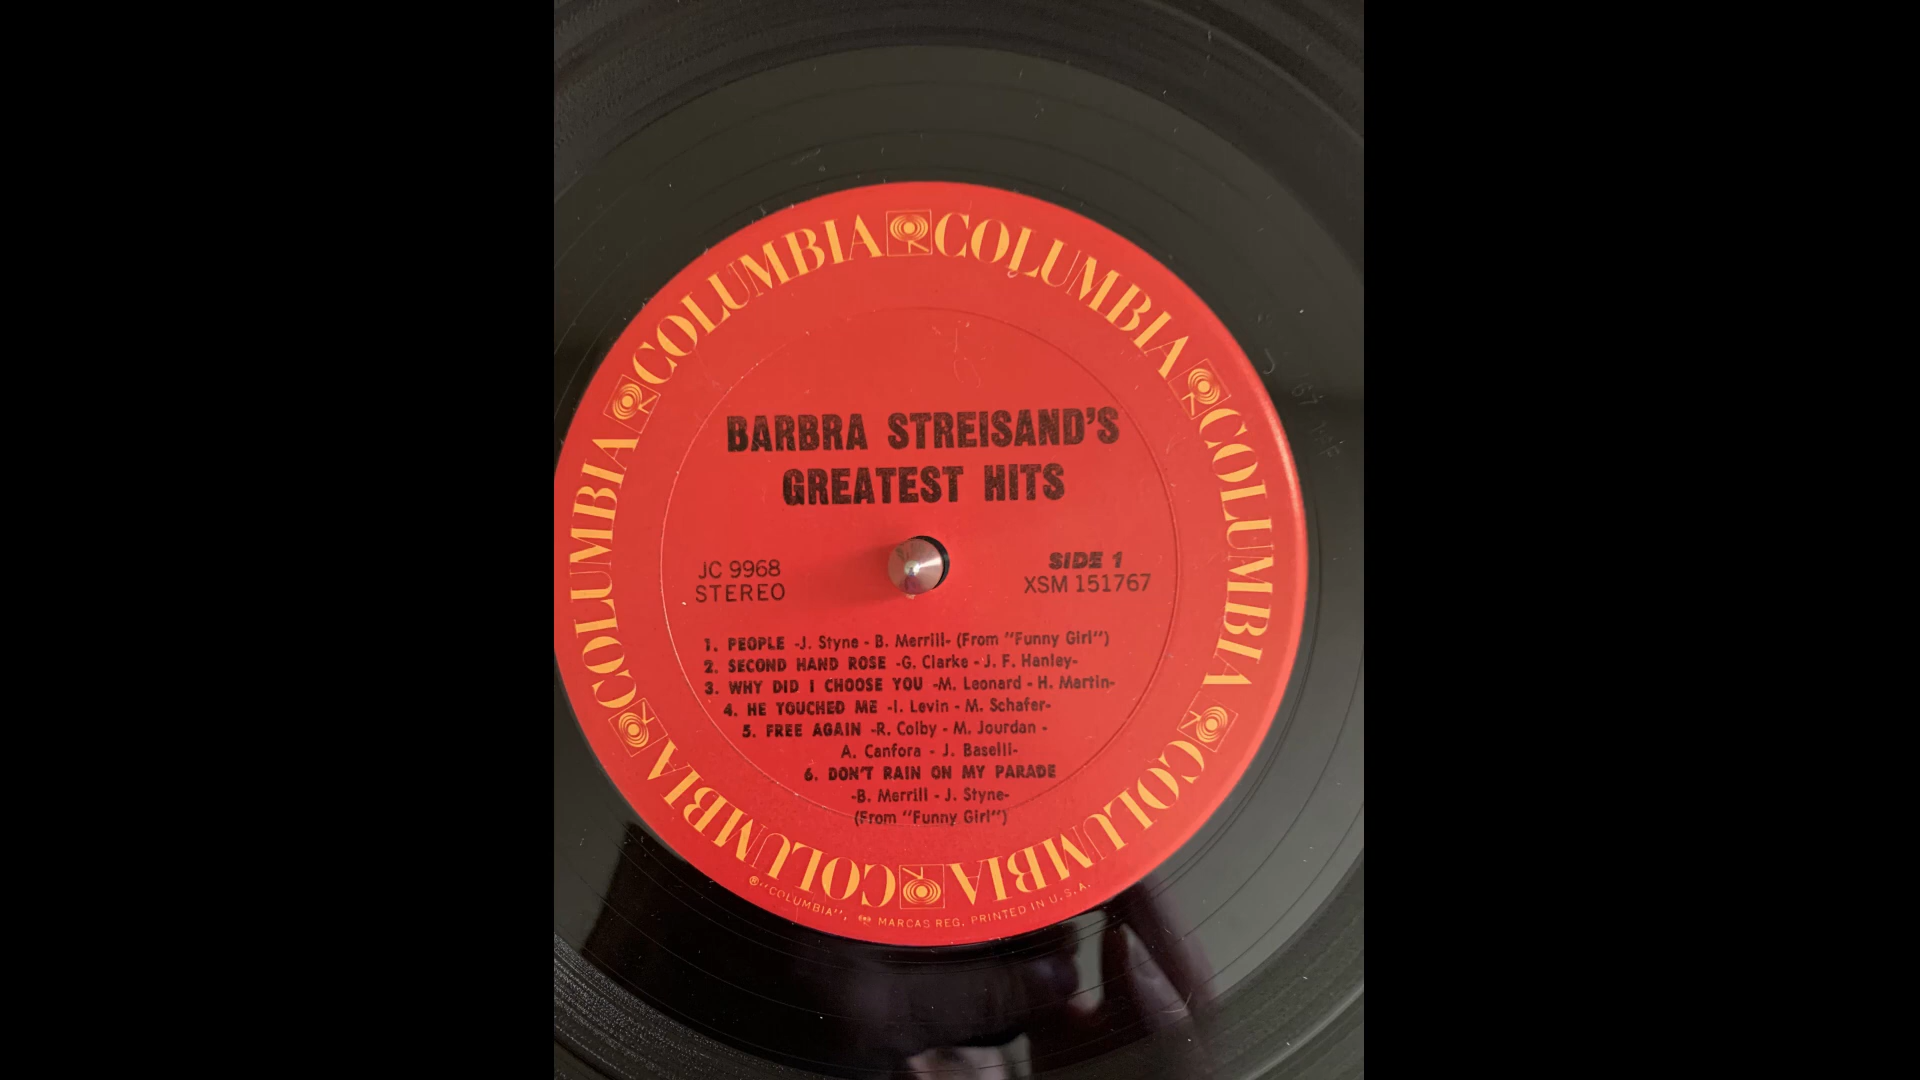 COLUMBIA COLUMBIA COLUMBIA COLUMBIA COLUMBIA COLUMBIA
BARBRA STREISAND'S
GREATEST HITS
JC 9968
STEREO
SIDE 1
XSM 151767
1. PEOPLE -J. Styne - B. Merrill- (From "Funny Girl")
2. SECOND HAND ROSE -G. Clarke - J. F. Hanley-
3. WHY DID I CHOOSE YOU -M. Leonard - H. Martin-
4. HE TOUCHED ME -I. Levin - M. Schafer-
5. FREE AGAIN -R. Colby - M. Jourdan -
A. Canfora - J. Baselli-
6. DON'T RAIN ON MY PARADE
-B. Merrill - J. Styne-
(From "Funny Girl")
®"COLUMBIA", MARCAS REG. PRINTED IN U.S.A.